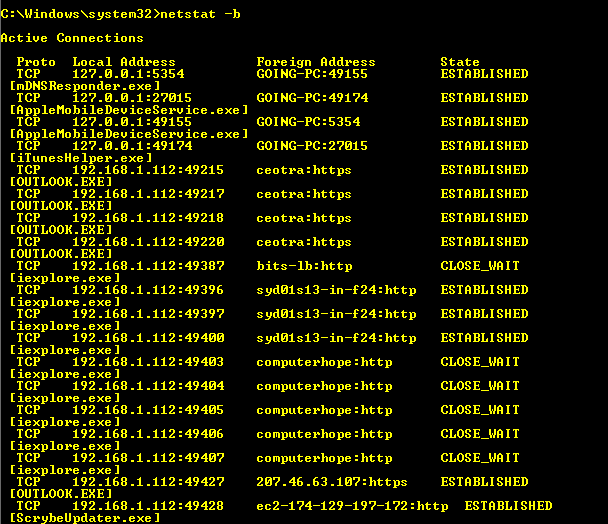 C:\Windows\system32>netstat -b
Active Connections
Proto Local Address Foreign Address State
TCP 127.0.0.1:5354 GOING-PC:49155 ESTABLISHED
[mDNSResponder.exe]
TCP 127.0.0.1:27015 GOING-PC:49174 ESTABLISHED
[AppleMobileDeviceService.exe]
TCP 127.0.0.1:49155 GOING-PC:5354 ESTABLISHED
[AppleMobileDeviceService.exe]
TCP 127.0.0.1:49174 GOING-PC:27015 ESTABLISHED
[iTunesHelper.exe]
TCP 192.168.1.112:49215 ceotra:https ESTABLISHED
[OUTLOOK.EXE]
TCP 192.168.1.112:49217 ceotra:https ESTABLISHED
[OUTLOOK.EXE]
TCP 192.168.1.112:49218 ceotra:https ESTABLISHED
[OUTLOOK.EXE]
TCP 192.168.1.112:49220 ceotra:https ESTABLISHED
[OUTLOOK.EXE]
TCP 192.168.1.112:49387 bits-lb:http CLOSE_WAIT
[iexplore.exe]
TCP 192.168.1.112:49396 syd01s13-in-f24:http ESTABLISHED
[iexplore.exe]
TCP 192.168.1.112:49397 syd01s13-in-f24:http ESTABLISHED
[iexplore.exe]
TCP 192.168.1.112:49400 syd01s13-in-f24:http ESTABLISHED
[iexplore.exe]
TCP 192.168.1.112:49403 computerhope:http CLOSE_WAIT
[iexplore.exe]
TCP 192.168.1.112:49404 computerhope:http CLOSE_WAIT
[iexplore.exe]
TCP 192.168.1.112:49405 computerhope:http CLOSE_WAIT
[iexplore.exe]
TCP 192.168.1.112:49406 computerhope:http CLOSE_WAIT
[iexplore.exe]
TCP 192.168.1.112:49407 computerhope:http CLOSE_WAIT
[iexplore.exe]
TCP 192.168.1.112:49427 207.46.63.107:https ESTABLISHED
[OUTLOOK.EXE]
TCP 192.168.1.112:49428 ec2-174-129-197-172:http ESTABLISHED
[ScrybeUpdater.exe]